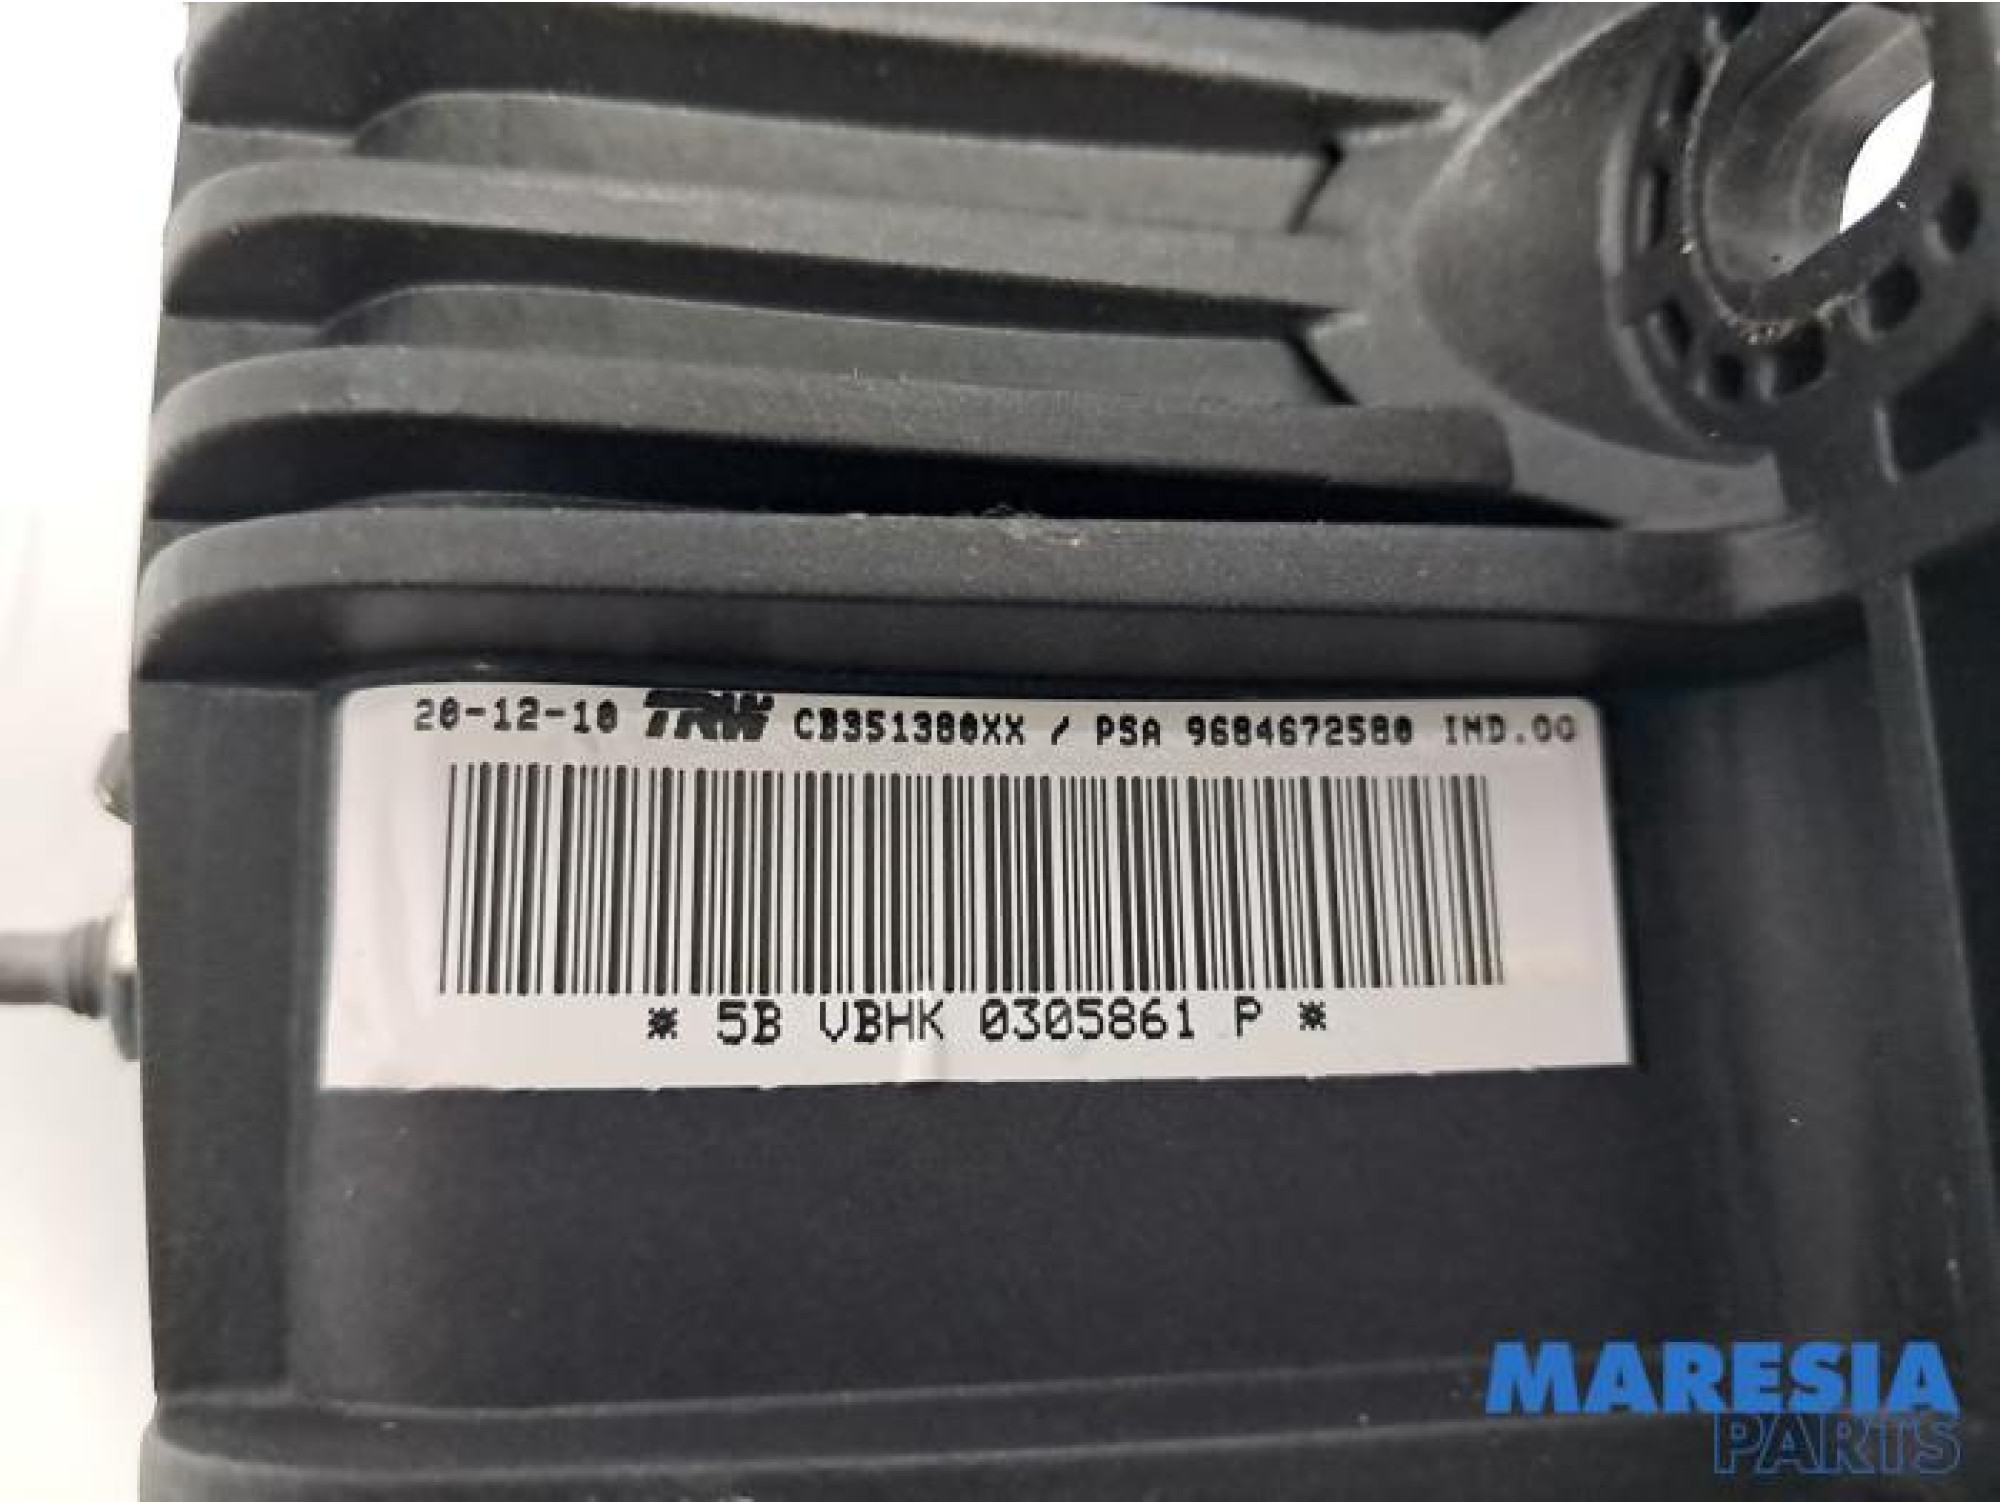 20-12-10 TRW CB351380XX / PSA 9684672580 IND.00
* 5B VBHK 0305861 P *
MARESIA
PARTS